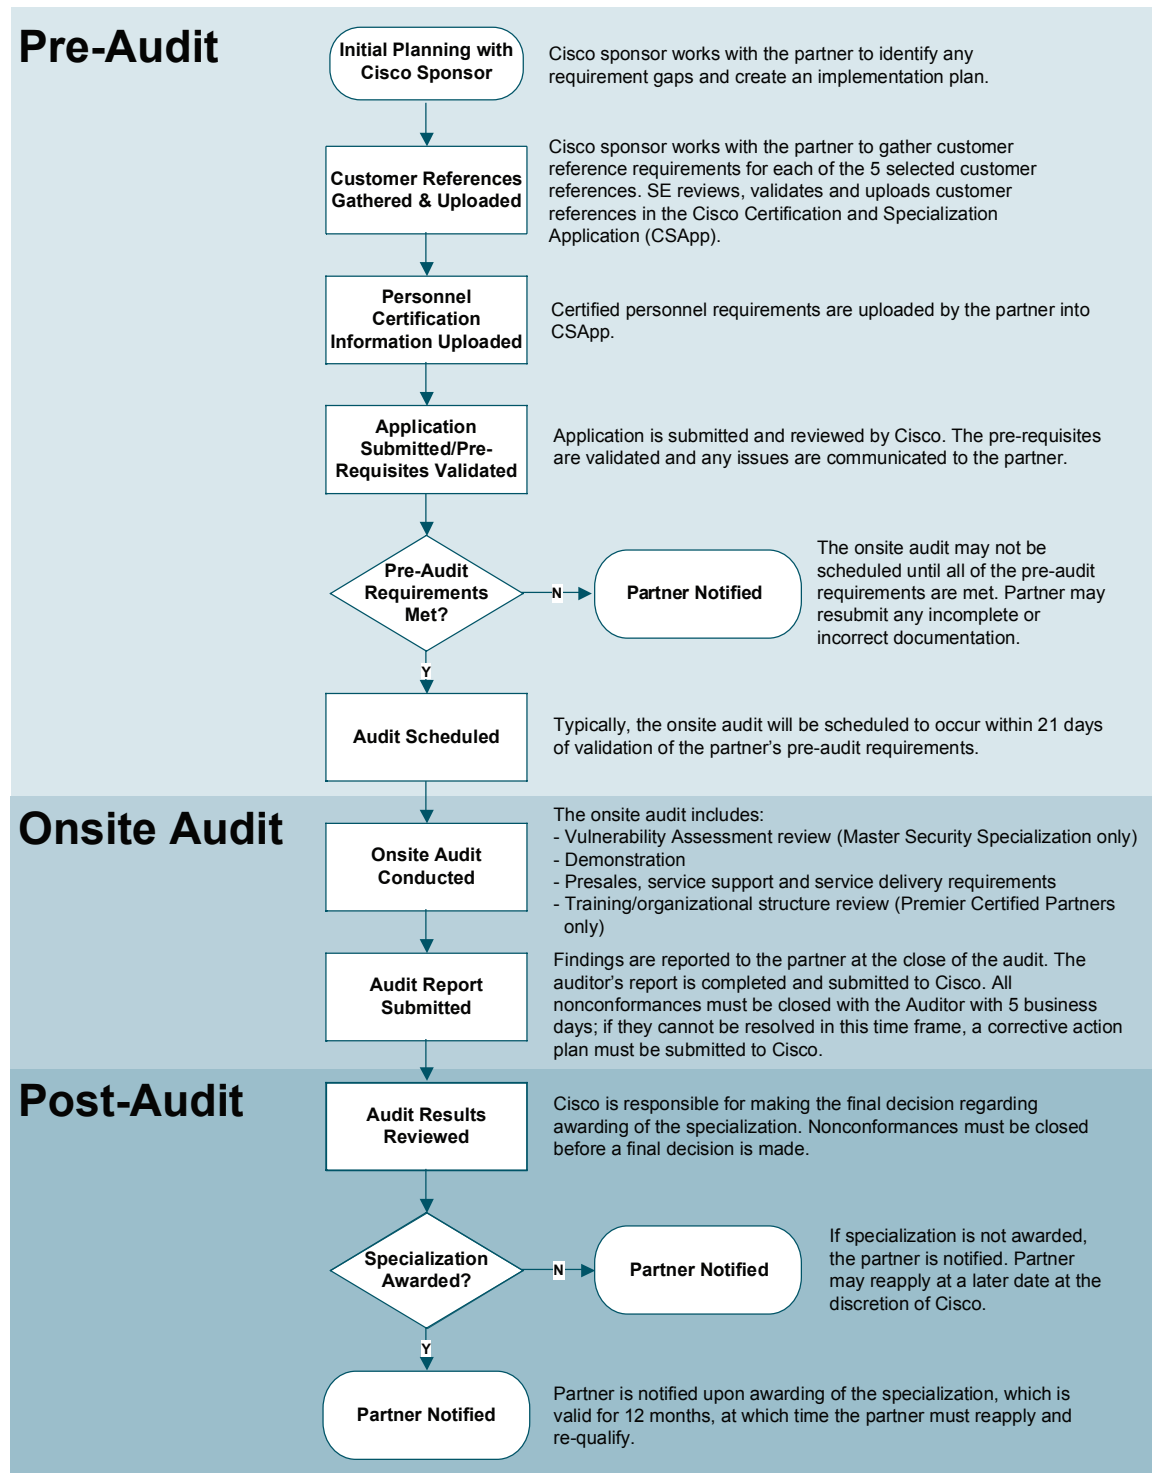 Pre-Audit
Initial Planning with
Cisco Sponsor
Cisco sponsor works with the partner to identify any
requirement gaps and create an implementation plan.
Customer References
Gathered & Uploaded
Cisco sponsor works with the partner to gather customer
reference requirements for each of the 5 selected customer
references. SE reviews, validates and uploads customer
references in the Cisco Certification and Specialization
Application (CSApp).
Personnel
Certification
Information Uploaded
Certified personnel requirements are uploaded by the partner into
CSApp.
Application
Submitted/Pre-
Requisites Validated
Application is submitted and reviewed by Cisco. The pre-requisites
are validated and any issues are communicated to the partner.
Pre-Audit
Requirements
Met?
N
Partner Notified
The onsite audit may not be
scheduled until all of the pre-audit
requirements are met. Partner may
resubmit any incomplete or
incorrect documentation.
Y
Audit Scheduled
Typically, the onsite audit will be scheduled to occur within 21 days
of validation of the partner's pre-audit requirements.
Onsite Audit
Onsite Audit
Conducted
The onsite audit includes:
- Vulnerability Assessment review (Master Security Specialization only)
- Demonstration
- Presales, service support and service delivery requirements
- Training/organizational structure review (Premier Certified Partners
only)
Audit Report
Submitted
Findings are reported to the partner at the close of the audit. The
auditor's report is completed and submitted to Cisco. All
nonconformances must be closed with the Auditor with 5 business
days; if they cannot be resolved in this time frame, a corrective action
plan must be submitted to Cisco.
Post-Audit
Audit Results
Reviewed
Cisco is responsible for making the final decision regarding
awarding of the specialization. Nonconformances must be closed
before a final decision is made.
Specialization
Awarded?
N
Partner Notified
If specialization is not awarded,
the partner is notified. Partner
may reapply at a later date at the
discretion of Cisco.
Y
Partner Notified
Partner is notified upon awarding of the specialization, which is
valid for 12 months, at which time the partner must reapply and
re-qualify.